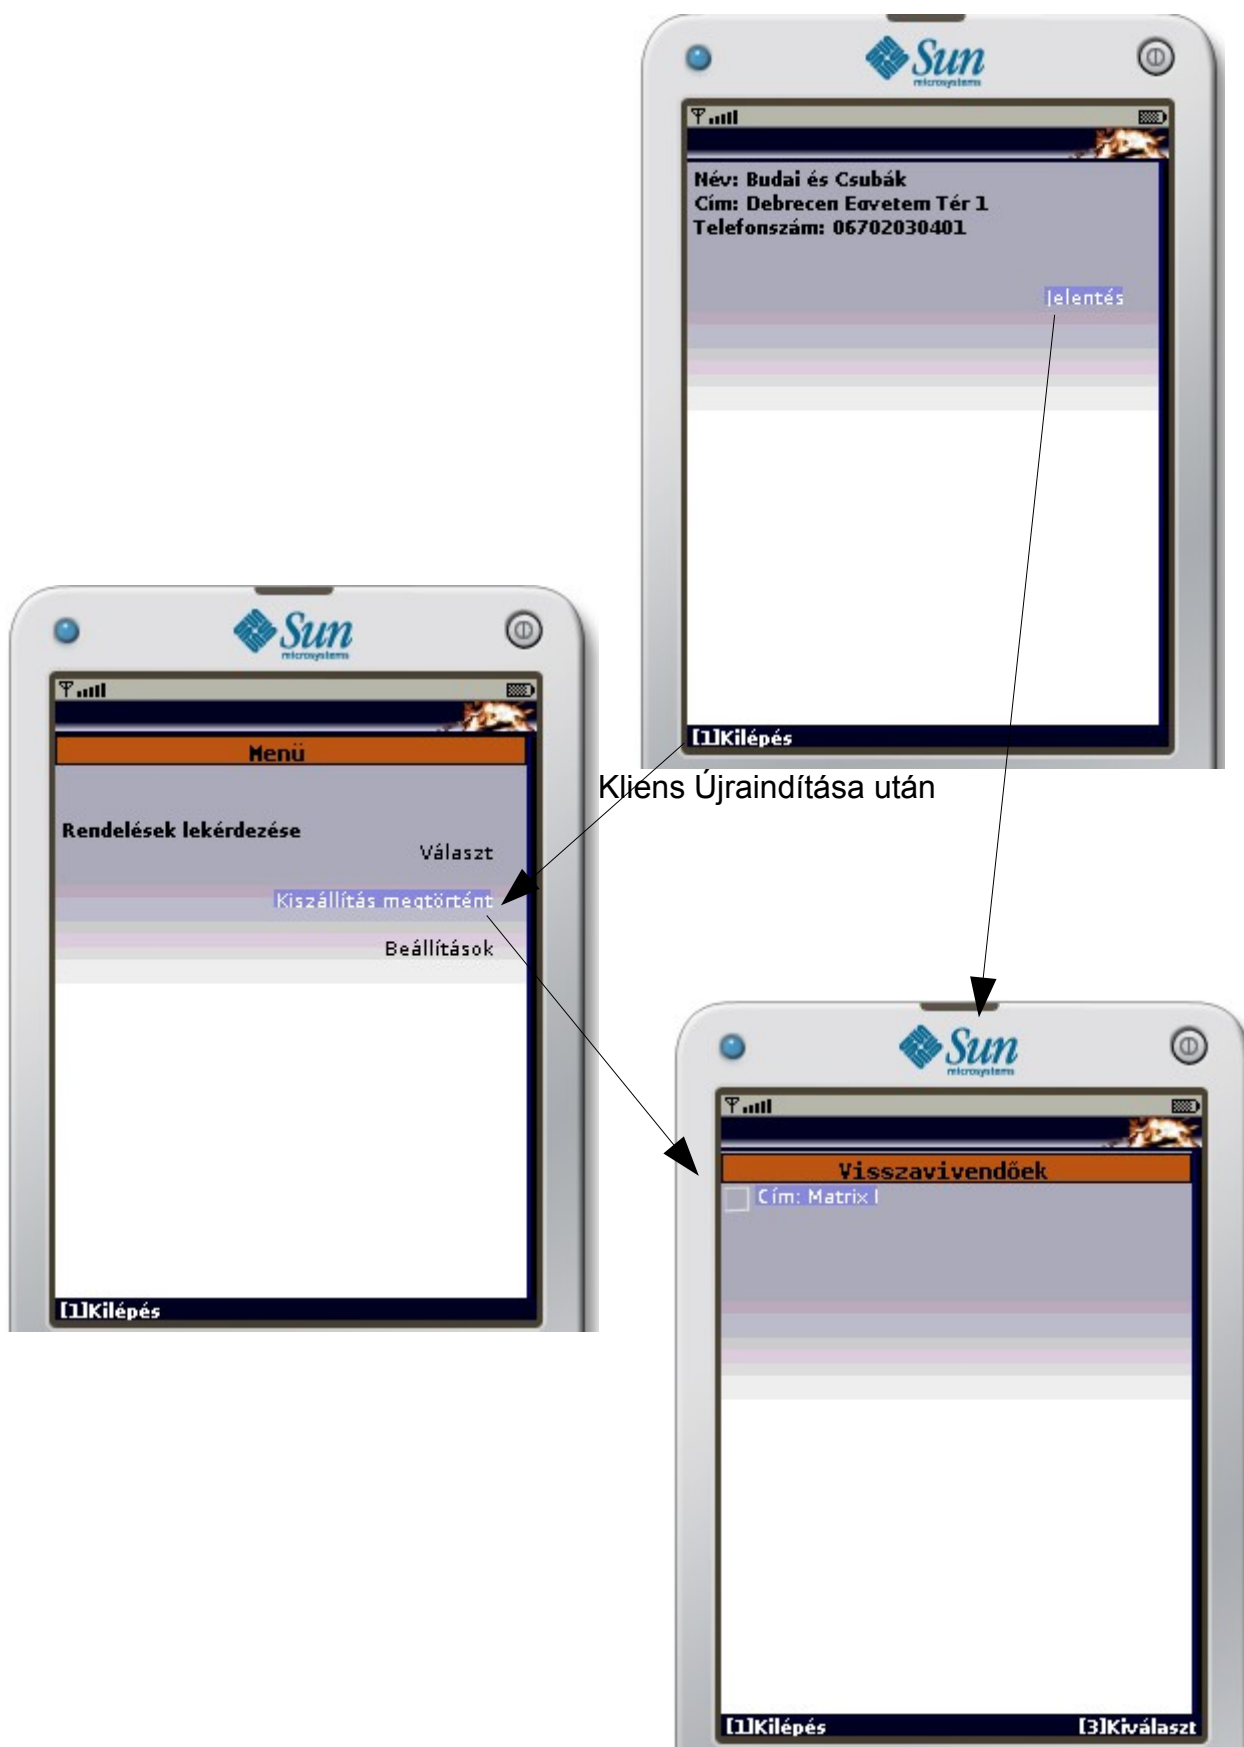 Sun
microsystems
Név: Budai és Csubák
Cím: Debrecen Egyetem Tér 1
Telefonszám: 06702030401
Jelentés
[1]Kilépés
Kliens Újraindítása után
Sun
microsystems
Menü
Rendelések lekérdezése
Választ
Kiszállítás megtörtént
Beállítások
[1]Kilépés
Sun
microsystems
Visszavivendőek
Cím: Matrix I
[1]Kilépés [3]Kiválaszt